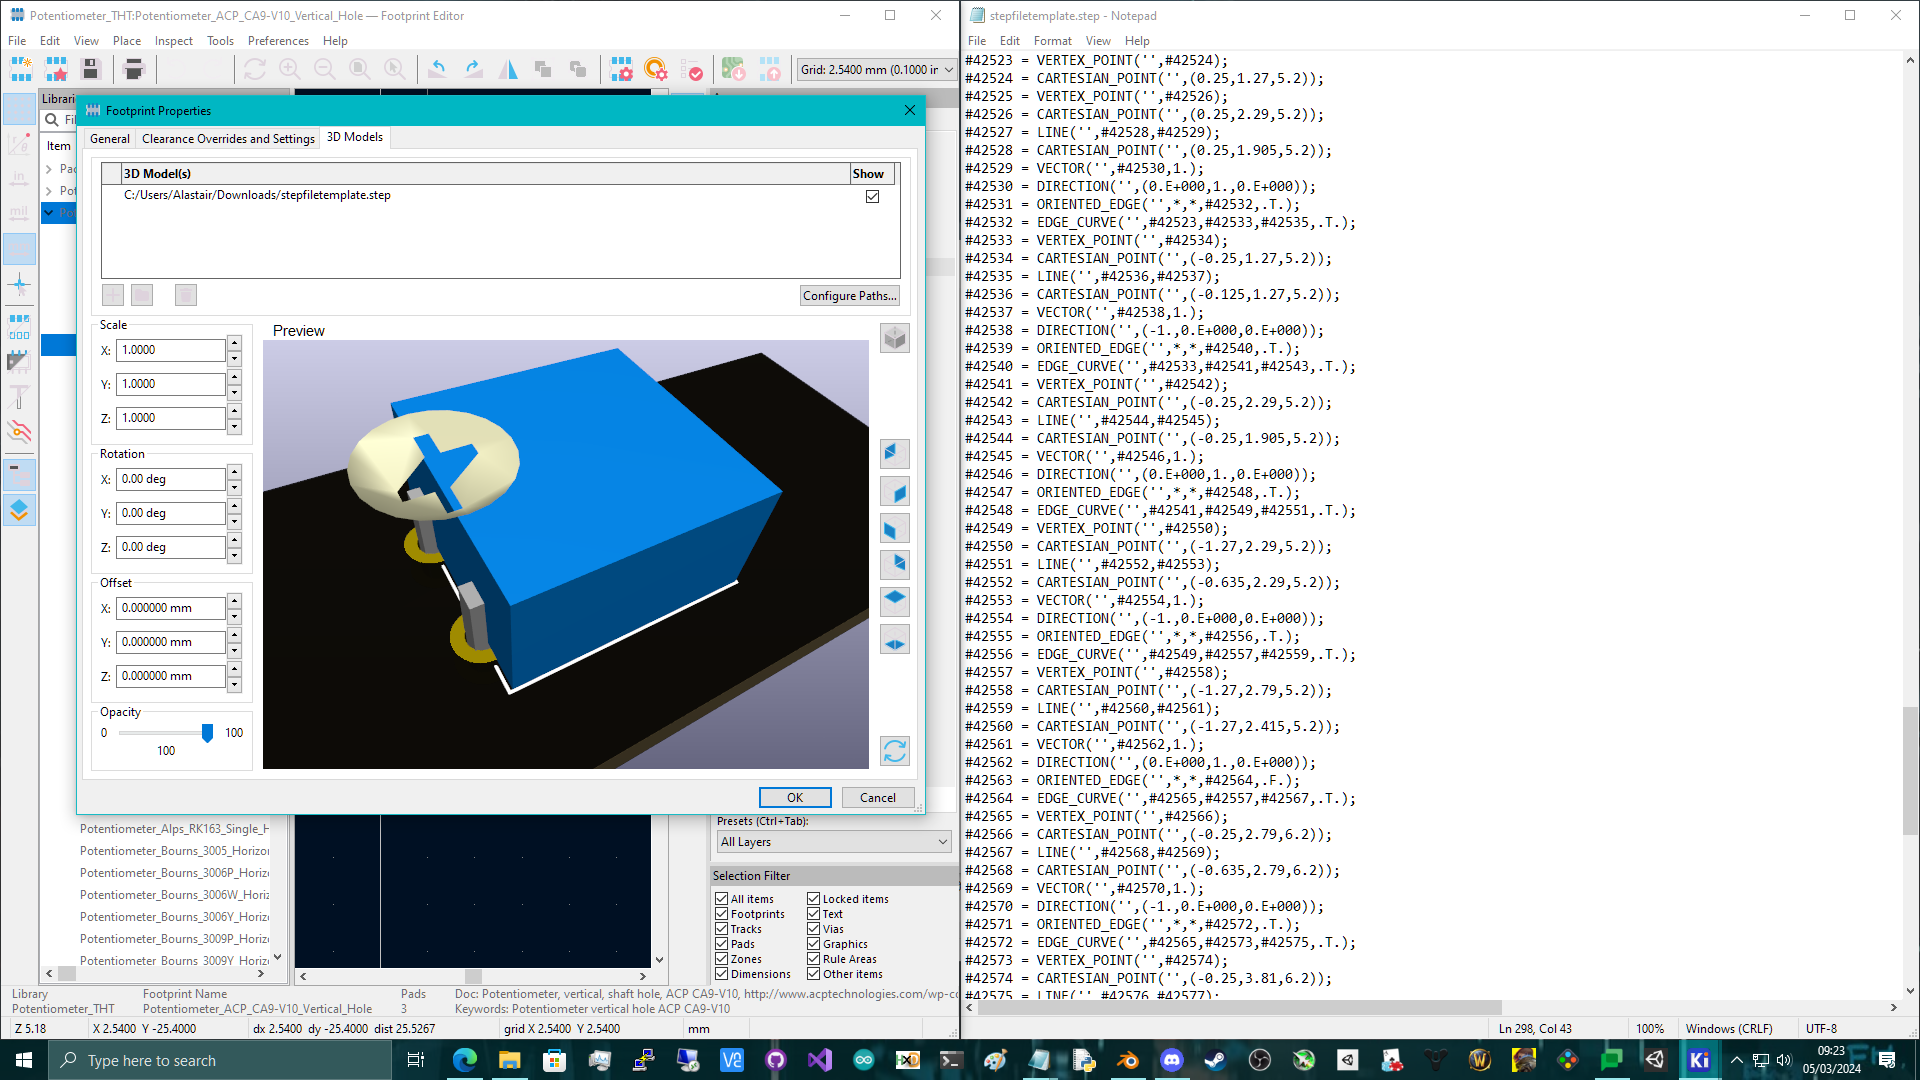 Potentiometer_THT:Potentiometer_ACP_CA9-V10_Vertical_Hole — Footprint Editor
File Edit View Place Inspect Tools Preferences Help
Grid: 2.5400 mm (0.1000 in
Footprint Properties
General Clearance Overrides and Settings 3D Models
Item
3D Model(s) Show
C:/Users/Alastair/Downloads/stepfiletemplate.step
Configure Paths...
Scale
X: 1.0000
Y: 1.0000
Z: 1.0000
Rotation
X: 0.00 deg
Y: 0.00 deg
Z: 0.00 deg
Offset
X: 0.000000 mm
Y: 0.000000 mm
Z: 0.000000 mm
Opacity
0 100
100
Preview
OK Cancel
in
mil
Potentiometer_Alps_RK163_Single_H
Potentiometer_Bourns_3005_Horizo
Potentiometer_Bourns_3006P_Horiz
Potentiometer_Bourns_3006W_Horiz
Potentiometer_Bourns_3006Y_Horiz
Potentiometer_Bourns_3009P_Horiz
Potentiometer_Bourns_3009Y_Horiz
Presets (Ctrl+Tab):
All Layers
Selection Filter
All items Locked items
Footprints Text
Tracks Vias
Pads Graphics
Zones Rule Areas
Dimensions Other items
Library Footprint Name Pads Doc: Potentiometer, vertical, shaft hole, ACP CA9-V10, http://www.acptechnologies.com/wp-co
Potentiometer_THT Potentiometer_ACP_CA9-V10_Vertical_Hole 3 Keywords: Potentiometer vertical hole ACP CA9-V10
Z 5.18 X 2.5400 Y -25.4000 dx 2.5400 dy -25.4000 dist 25.5267 grid X 2.5400 Y 2.5400 mm
stepfiletemplate.step - Notepad
File Edit Format View Help
#42523 = VERTEX_POINT('',#42524);
#42524 = CARTESIAN_POINT('',(0.25,1.27,5.2));
#42525 = VERTEX_POINT('',#42526);
#42526 = CARTESIAN_POINT('',(0.25,2.29,5.2));
#42527 = LINE('',#42528,#42529);
#42528 = CARTESIAN_POINT('',(0.25,1.905,5.2));
#42529 = VECTOR('',#42530,1.);
#42530 = DIRECTION('',(0.E+000,1.,0.E+000));
#42531 = ORIENTED_EDGE('',*,*,#42532,.T.);
#42532 = EDGE_CURVE('',#42523,#42533,#42535,.T.);
#42533 = VERTEX_POINT('',#42534);
#42534 = CARTESIAN_POINT('',(-0.25,1.27,5.2));
#42535 = LINE('',#42536,#42537);
#42536 = CARTESIAN_POINT('',(-0.125,1.27,5.2));
#42537 = VECTOR('',#42538,1.);
#42538 = DIRECTION('',(-1.,0.E+000,0.E+000));
#42539 = ORIENTED_EDGE('',*,*,#42540,.T.);
#42540 = EDGE_CURVE('',#42533,#42541,#42543,.T.);
#42541 = VERTEX_POINT('',#42542);
#42542 = CARTESIAN_POINT('',(-0.25,2.29,5.2));
#42543 = LINE('',#42544,#42545);
#42544 = CARTESIAN_POINT('',(-0.25,1.905,5.2));
#42545 = VECTOR('',#42546,1.);
#42546 = DIRECTION('',(0.E+000,1.,0.E+000));
#42547 = ORIENTED_EDGE('',*,*,#42548,.T.);
#42548 = EDGE_CURVE('',#42541,#42549,#42551,.T.);
#42549 = VERTEX_POINT('',#42550);
#42550 = CARTESIAN_POINT('',(-1.27,2.29,5.2));
#42551 = LINE('',#42552,#42553);
#42552 = CARTESIAN_POINT('',(-0.635,2.29,5.2));
#42553 = VECTOR('',#42554,1.);
#42554 = DIRECTION('',(-1.,0.E+000,0.E+000));
#42555 = ORIENTED_EDGE('',*,*,#42556,.T.);
#42556 = EDGE_CURVE('',#42549,#42557,#42559,.T.);
#42557 = VERTEX_POINT('',#42558);
#42558 = CARTESIAN_POINT('',(-1.27,2.79,5.2));
#42559 = LINE('',#42560,#42561);
#42560 = CARTESIAN_POINT('',(-1.27,2.415,5.2));
#42561 = VECTOR('',#42562,1.);
#42562 = DIRECTION('',(0.E+000,1.,0.E+000));
#42563 = ORIENTED_EDGE('',*,*,#42564,.F.);
#42564 = EDGE_CURVE('',#42565,#42557,#42567,.T.);
#42565 = VERTEX_POINT('',#42566);
#42566 = CARTESIAN_POINT('',(-0.25,2.79,6.2));
#42567 = LINE('',#42568,#42569);
#42568 = CARTESIAN_POINT('',(-0.635,2.79,6.2));
#42569 = VECTOR('',#42570,1.);
#42570 = DIRECTION('',(-1.,0.E+000,0.E+000));
#42571 = ORIENTED_EDGE('',*,*,#42572,.T.);
#42572 = EDGE_CURVE('',#42565,#42573,#42575,.T.);
#42573 = VERTEX_POINT('',#42574);
#42574 = CARTESIAN_POINT('',(-0.25,3.81,6.2));
#42575 = LINE('',#42576,#42577);
Ln 298, Col 43 100% Windows (CRLF) UTF-8
Type here to search
09:23
05/03/2024